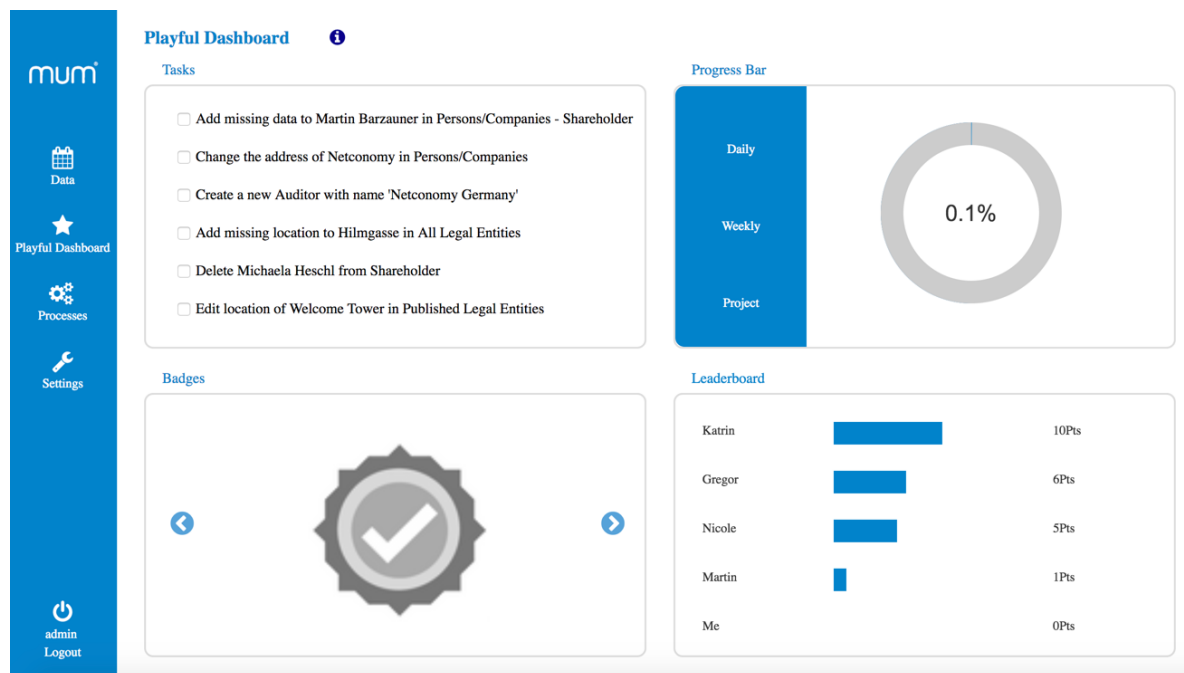 mum
Data
Playful Dashboard
Processes
Settings
admin
Logout
Playful Dashboard
Tasks
Add missing data to Martin Barzauner in Persons/Companies - Shareholder
Change the address of Netconomy in Persons/Companies
Create a new Auditor with name 'Netconomy Germany'
Add missing location to Hilmgasse in All Legal Entities
Delete Michaela Heschl from Shareholder
Edit location of Welcome Tower in Published Legal Entities
Progress Bar
Daily
Weekly
Project
0.1%
Badges
Leaderboard
Katrin 10Pts
Gregor 6Pts
Nicole 5Pts
Martin 1Pts
Me 0Pts